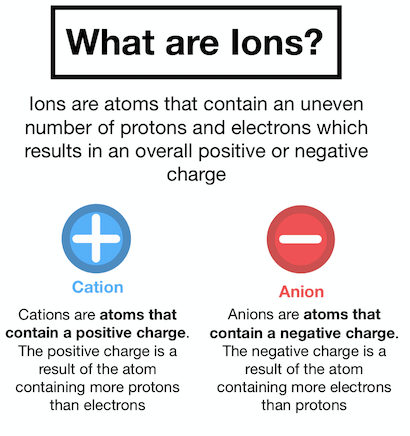 What are Ions?
Ions are atoms that contain an uneven
number of protons and electrons which
results in an overall positive or negative
charge
Cation
Cations are atoms that
contain a positive charge.
The positive charge is a
result of the atom
containing more protons
than electrons
Anion
Anions are atoms that
contain a negative charge.
The negative charge is a
result of the atom
containing more electrons
than protons